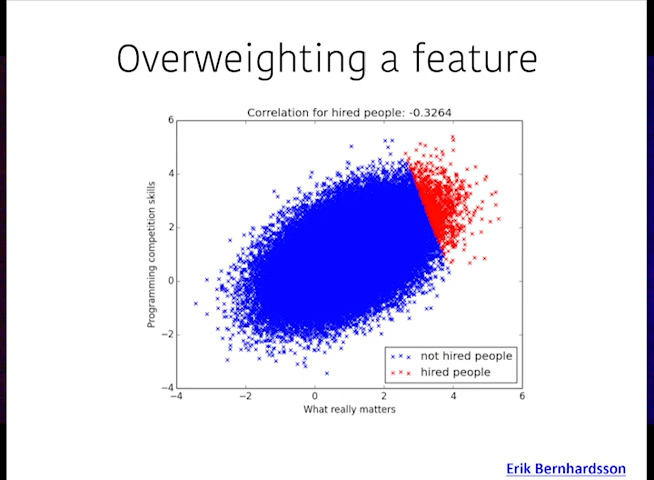 Overweighting a feature
Correlation for hired people: -0.3264
Programming competition skills
6
4
2
0
−2
−4
−4
−2
0
2
4
6
not hired people
hired people
What really matters
Erik Bernhardsson